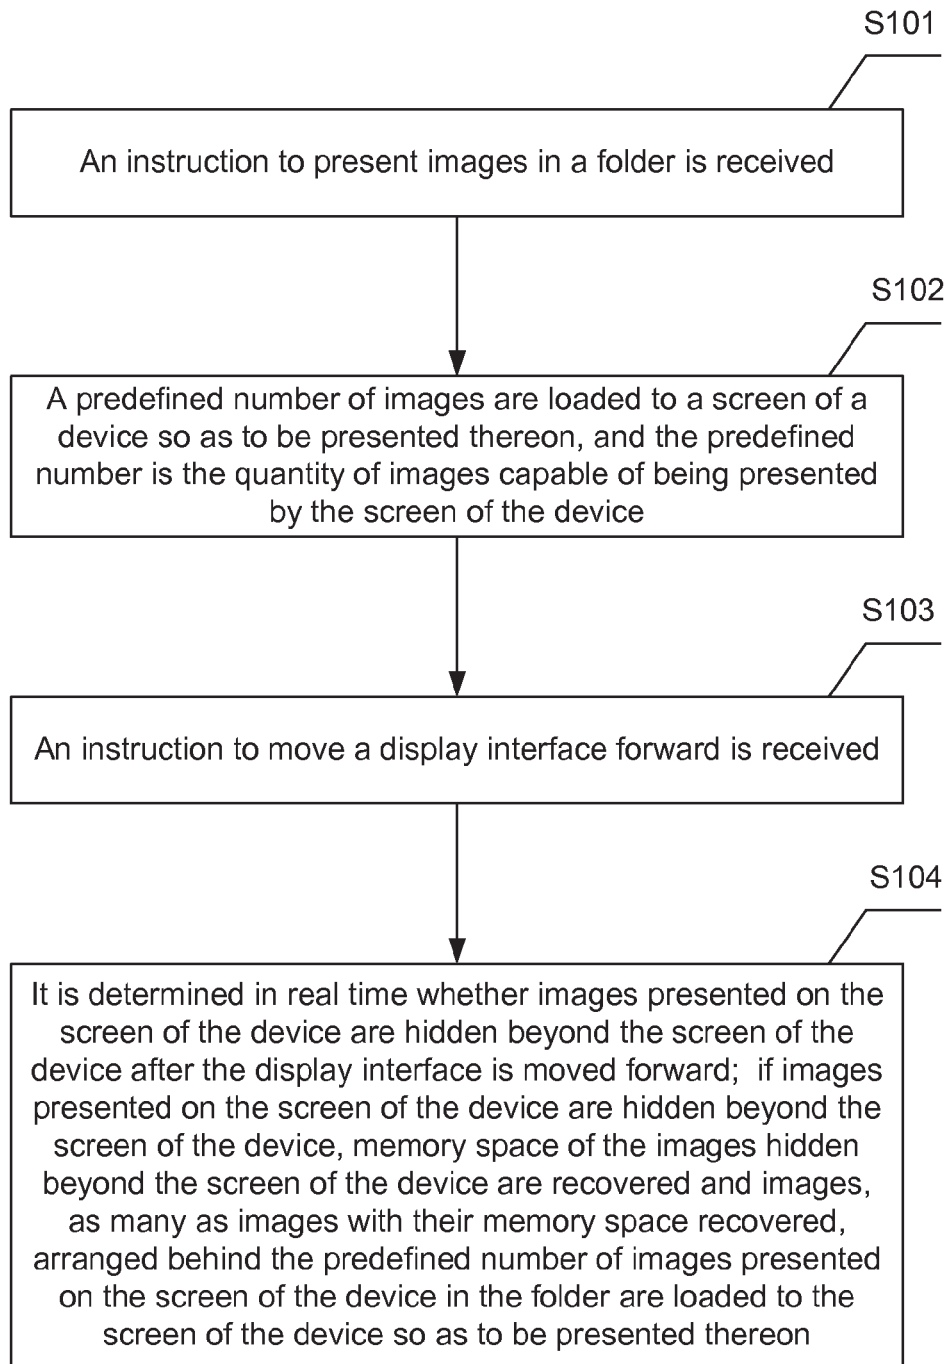 S101
An instruction to present images in a folder is received
S102
A predefined number of images are loaded to a screen of a
device so as to be presented thereon, and the predefined
number is the quantity of images capable of being presented
by the screen of the device
S103
An instruction to move a display interface forward is received
S104
It is determined in real time whether images presented on the
screen of the device are hidden beyond the screen of the
device after the display interface is moved forward;  if images
presented on the screen of the device are hidden beyond the
screen of the device, memory space of the images hidden
beyond the screen of the device are recovered and images,
as many as images with their memory space recovered,
arranged behind the predefined number of images presented
on the screen of the device in the folder are loaded to the
screen of the device so as to be presented thereon